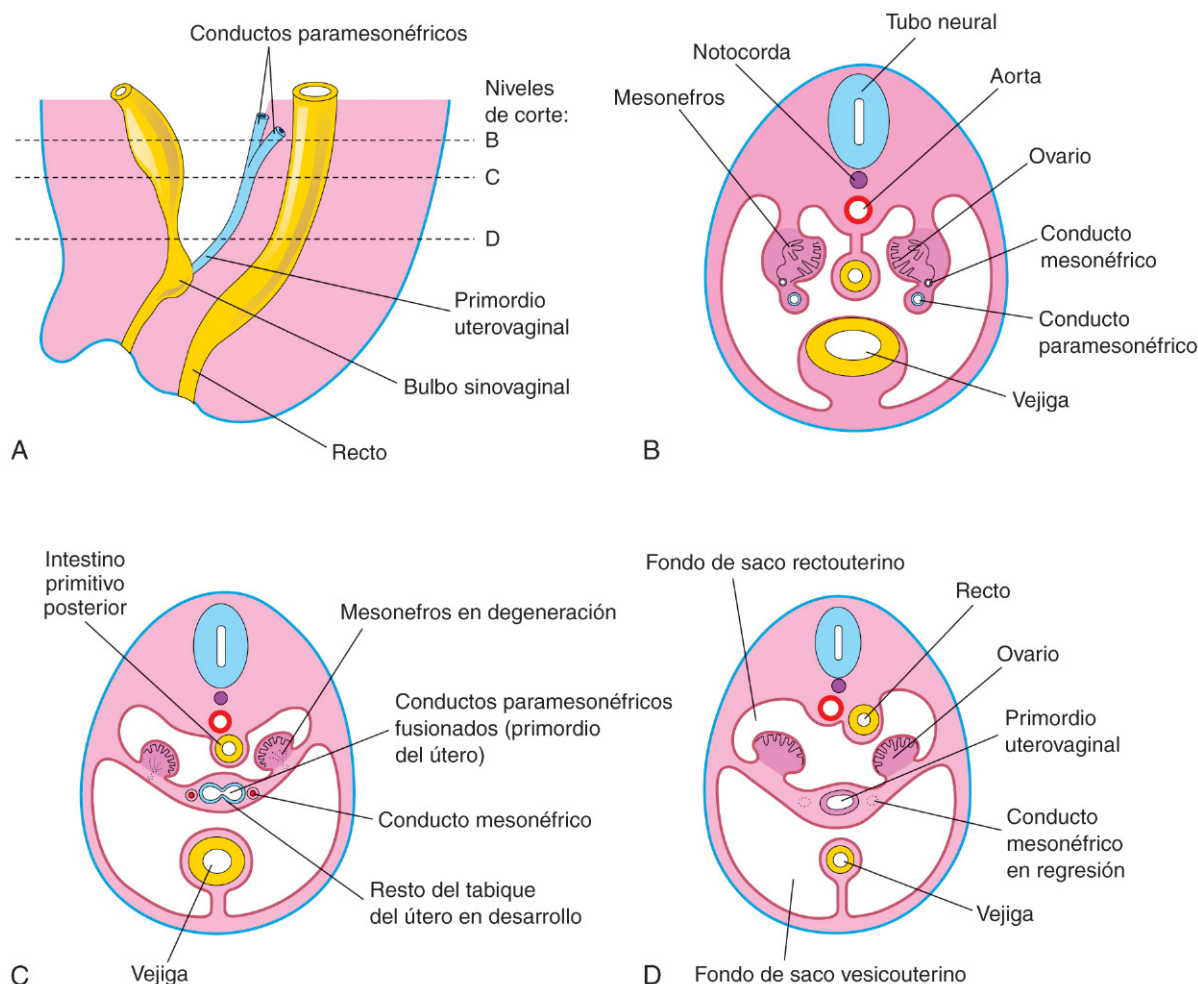 Conductos paramesonéfricos
Niveles
de corte:
B
C
D
Primordio
uterovaginal
Bulbo sinovaginal
Recto
A
Tubo neural
Notocorda
Aorta
Mesonefros
Ovario
Conducto
mesonéfrico
Conducto
paramesonéfrico
Vejiga
B
Intestino
primitivo
posterior
Mesonefros en degeneración
Conductos paramesonéfricos
fusionados (primordio
del útero)
Conducto mesonéfrico
Resto del tabique
del útero en desarrollo
Vejiga
C
Fondo de saco rectouterino
Recto
Ovario
Primordio
uterovaginal
Conducto
mesonéfrico
en regresión
Vejiga
Fondo de saco vesicouterino
D